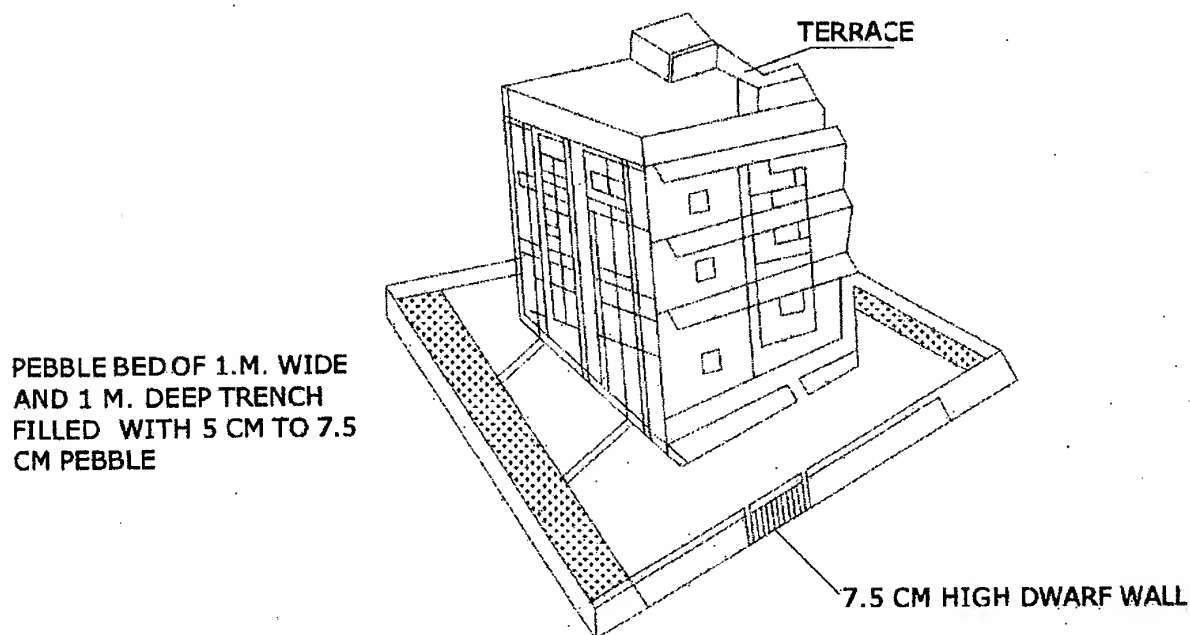 TERRACE
PEBBLE BED OF 1.M. WIDE
AND 1 M. DEEP TRENCH
FILLED WITH 5 CM TO 7.5
CM PEBBLE
7.5 CM HIGH DWARF WALL